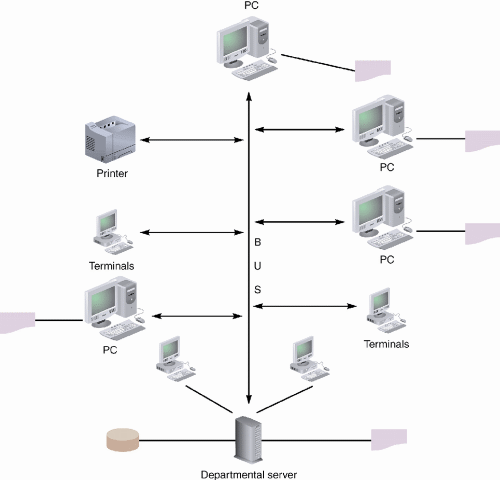 PC
Printer
PC
Terminals
PC
B
U
S
PC
Terminals
Departmental server